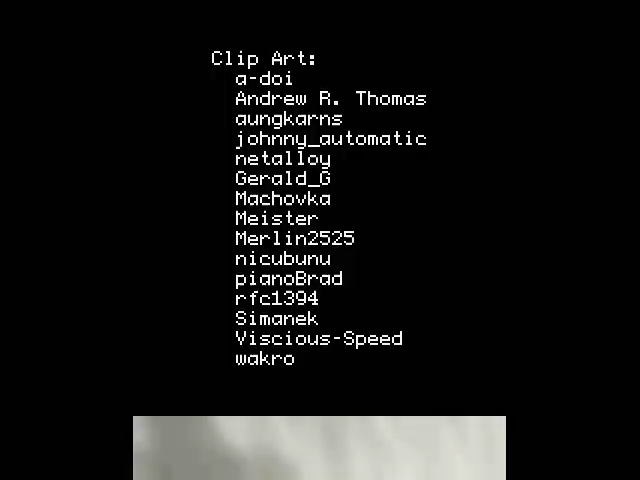 Clip Art:
a-doi
Andrew R. Thomas
aungkarns
johnny_automatic
netalloy
Gerald_G
Machovka
Meister
Merlin2525
nicubunu
pianoBrad
rfc1394
Simanek
Viscious-Speed
wakro